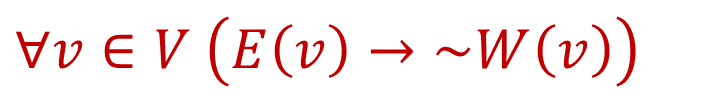 ∀v ∈ V (E(v) → ~W(v))